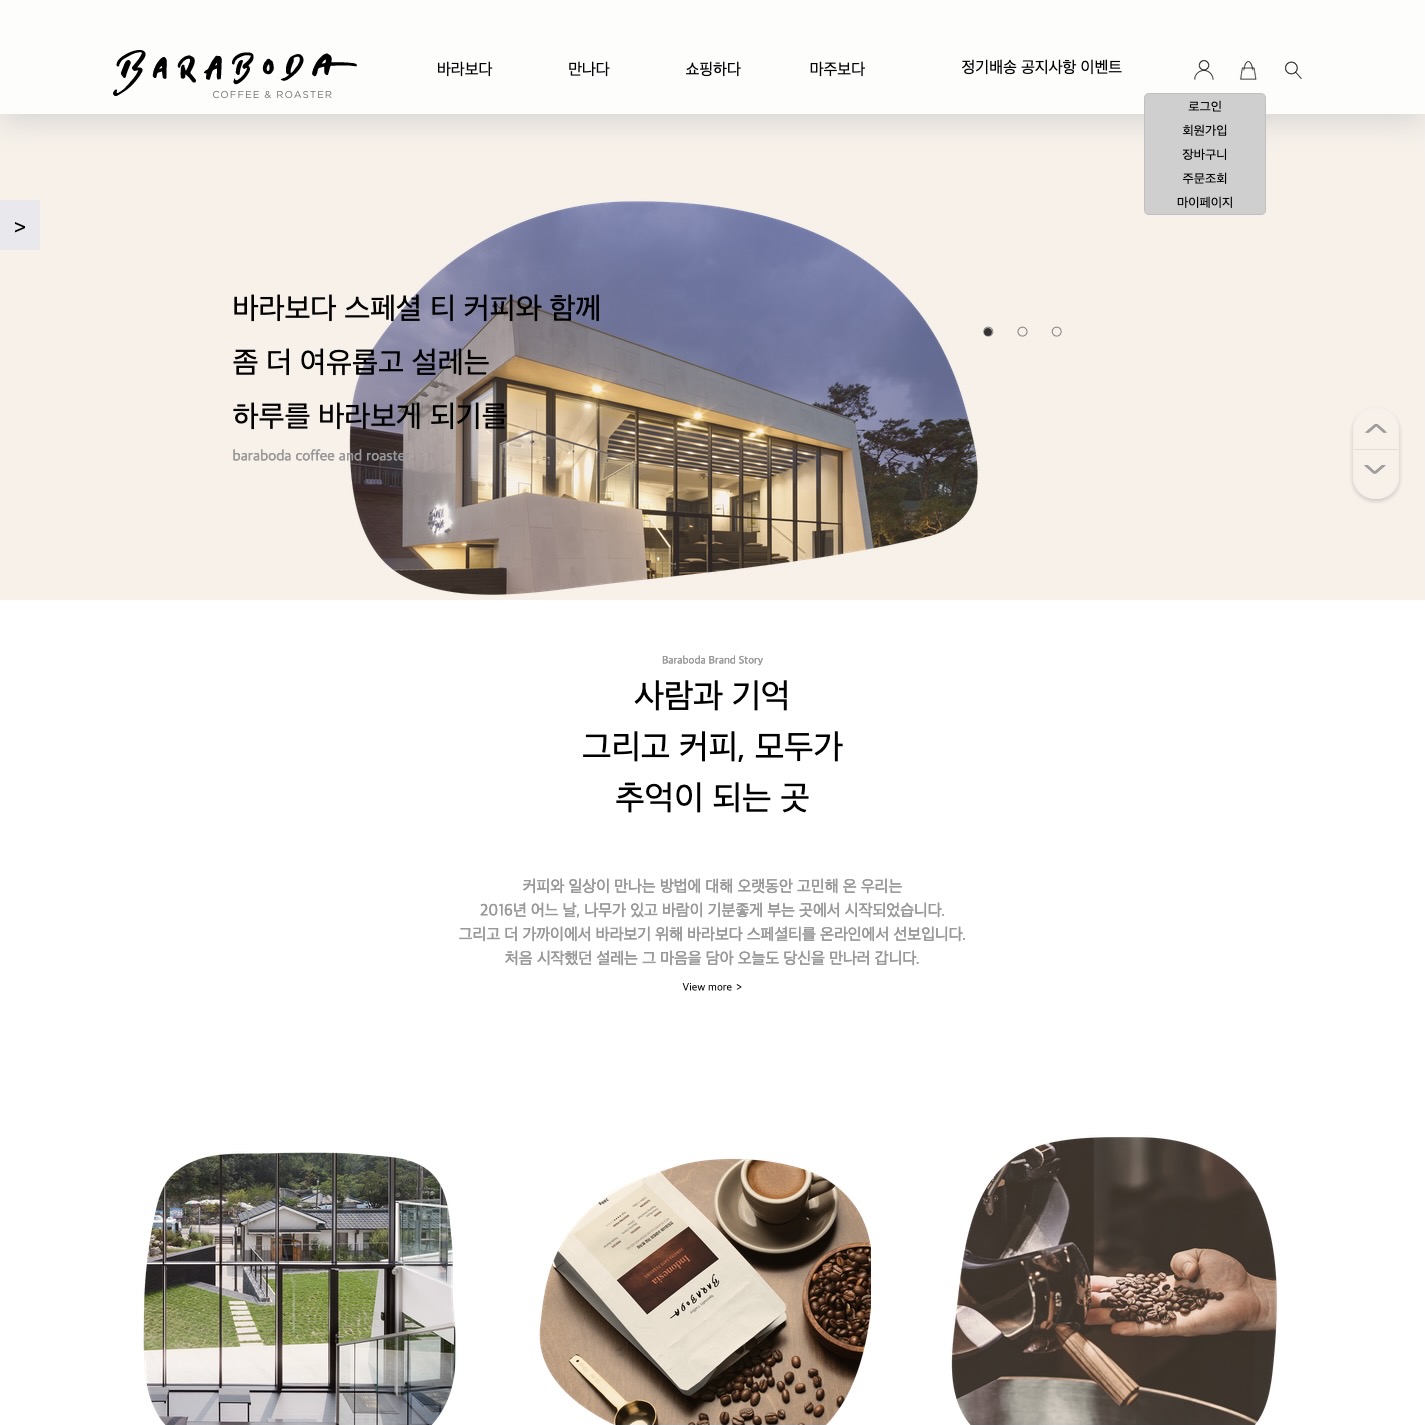 BARABODA
COFFEE & ROASTER
바라보다 만나다 쇼핑하다 마주보다 정기배송 공지사항 이벤트
로그인
회원가입
장바구니
주문조회
마이페이지
>
바라보다 스페셜 티 커피와 함께
좀 더 여유롭고 설레는
하루를 바라보게 되기를
baraboda coffee and roaster
Baraboda Brand Story
사람과 기억
그리고 커피, 모두가
추억이 되는 곳
커피와 일상이 만나는 방법에 대해 오랫동안 고민해 온 우리는
2016년 어느 날, 나무가 있고 바람이 기분좋게 부는 곳에서 시작되었습니다.
그리고 더 가까이에서 바라보기 위해 바라보다 스페셜티를 온라인에서 선보입니다.
처음 시작했던 설레는 그 마음을 담아 오늘도 당신을 만나러 갑니다.
View more >
Indonesia
BARABODA